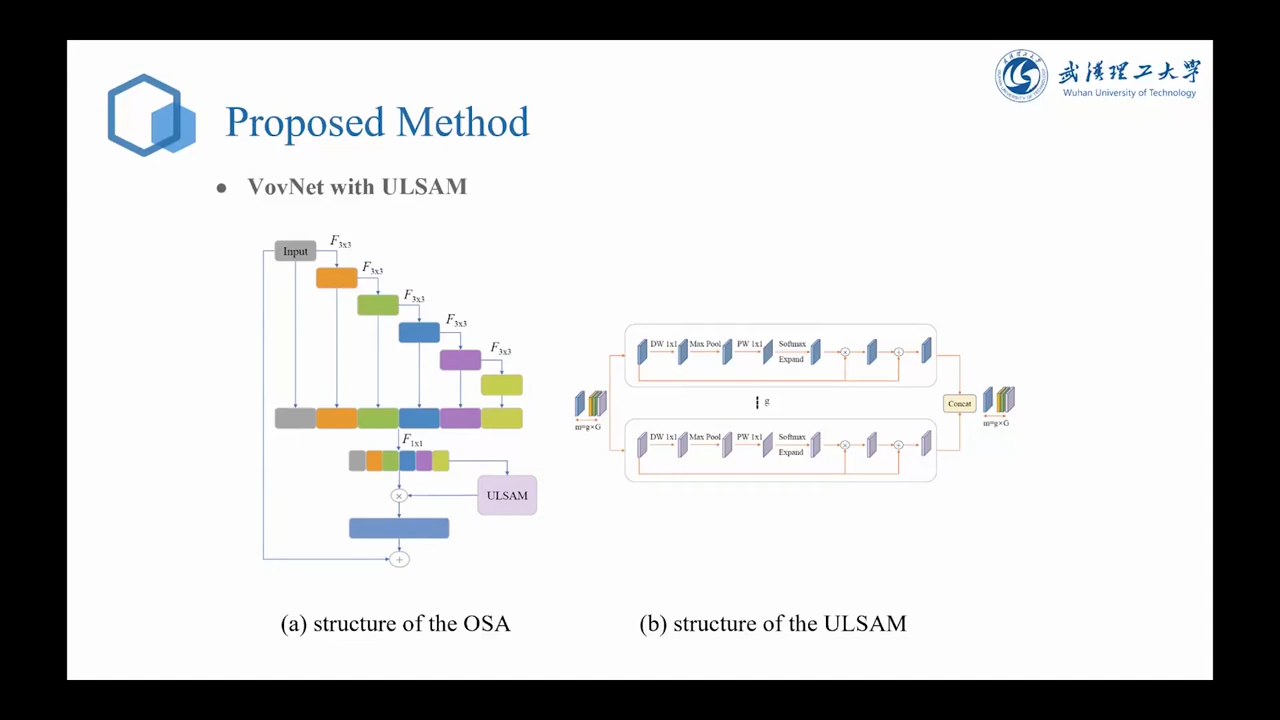 武汉理工大学
Wuhan University of Technology
Proposed Method
● VovNet with ULSAM
Input
F3x3
F3x3
F3x3
F3x3
F3x3
F1x1
×
ULSAM
+
(a) structure of the OSA
DW 1x1 Max Pool PW 1x1 Softmax
Expand
×
+
m=g×G
g
Concat
m=g×G
DW 1x1 Max Pool PW 1x1 Softmax
Expand
×
+
(b) structure of the ULSAM